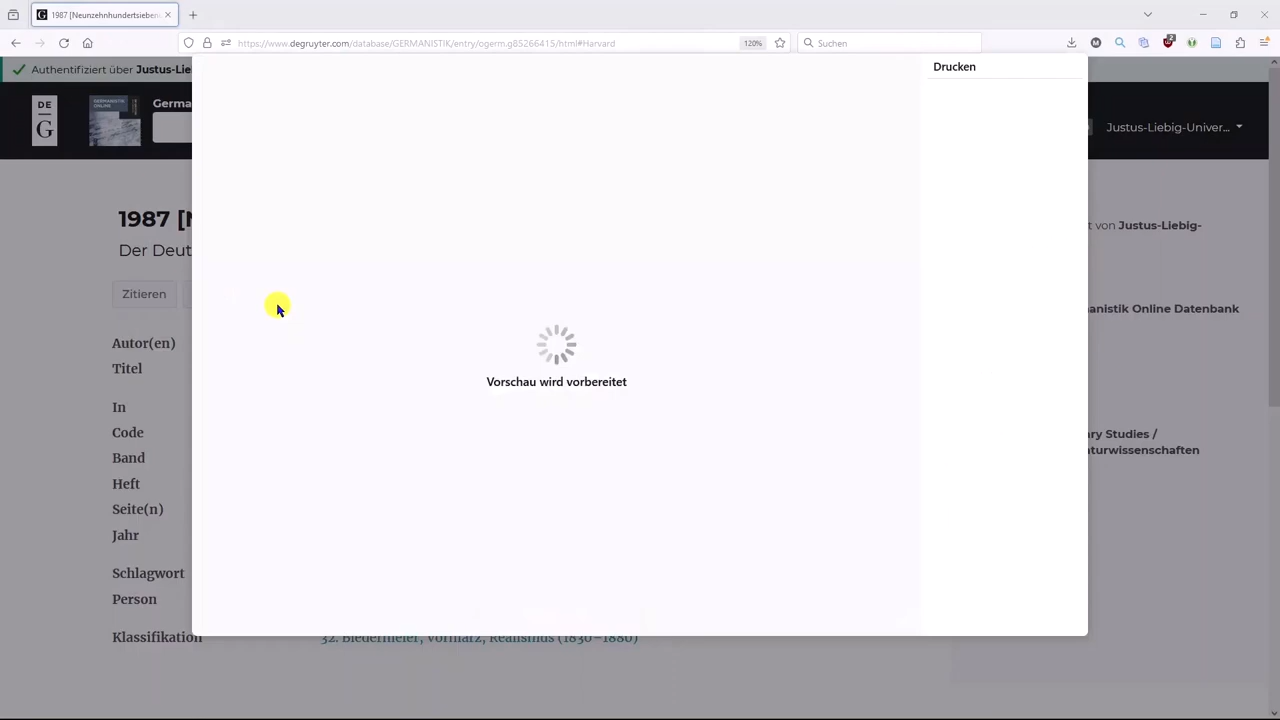 1987 [Neunzehnhundertsieben
https://www.degruyter.com/database/GERMANISTIK/entry/ogerm.g85266415/html#Harvard
120%
Suchen
Authentifiziert über Justus-Lie
Drucken
DE
G
GERMANISTIK
ONLINE
Germa
Justus-Liebig-Univer...
1987 [N
Der Deut
t von Justus-Liebig-
Zitieren
anistik Online Datenbank
Autor(en)
Titel
Vorschau wird vorbereitet
In
Code
ary Studies /
aturwissenschaften
Band
Heft
Seite(n)
Jahr
Schlagwort
Person
Klassifikation
32. Biedermeier, Vormärz, Realismus (1830–1880)